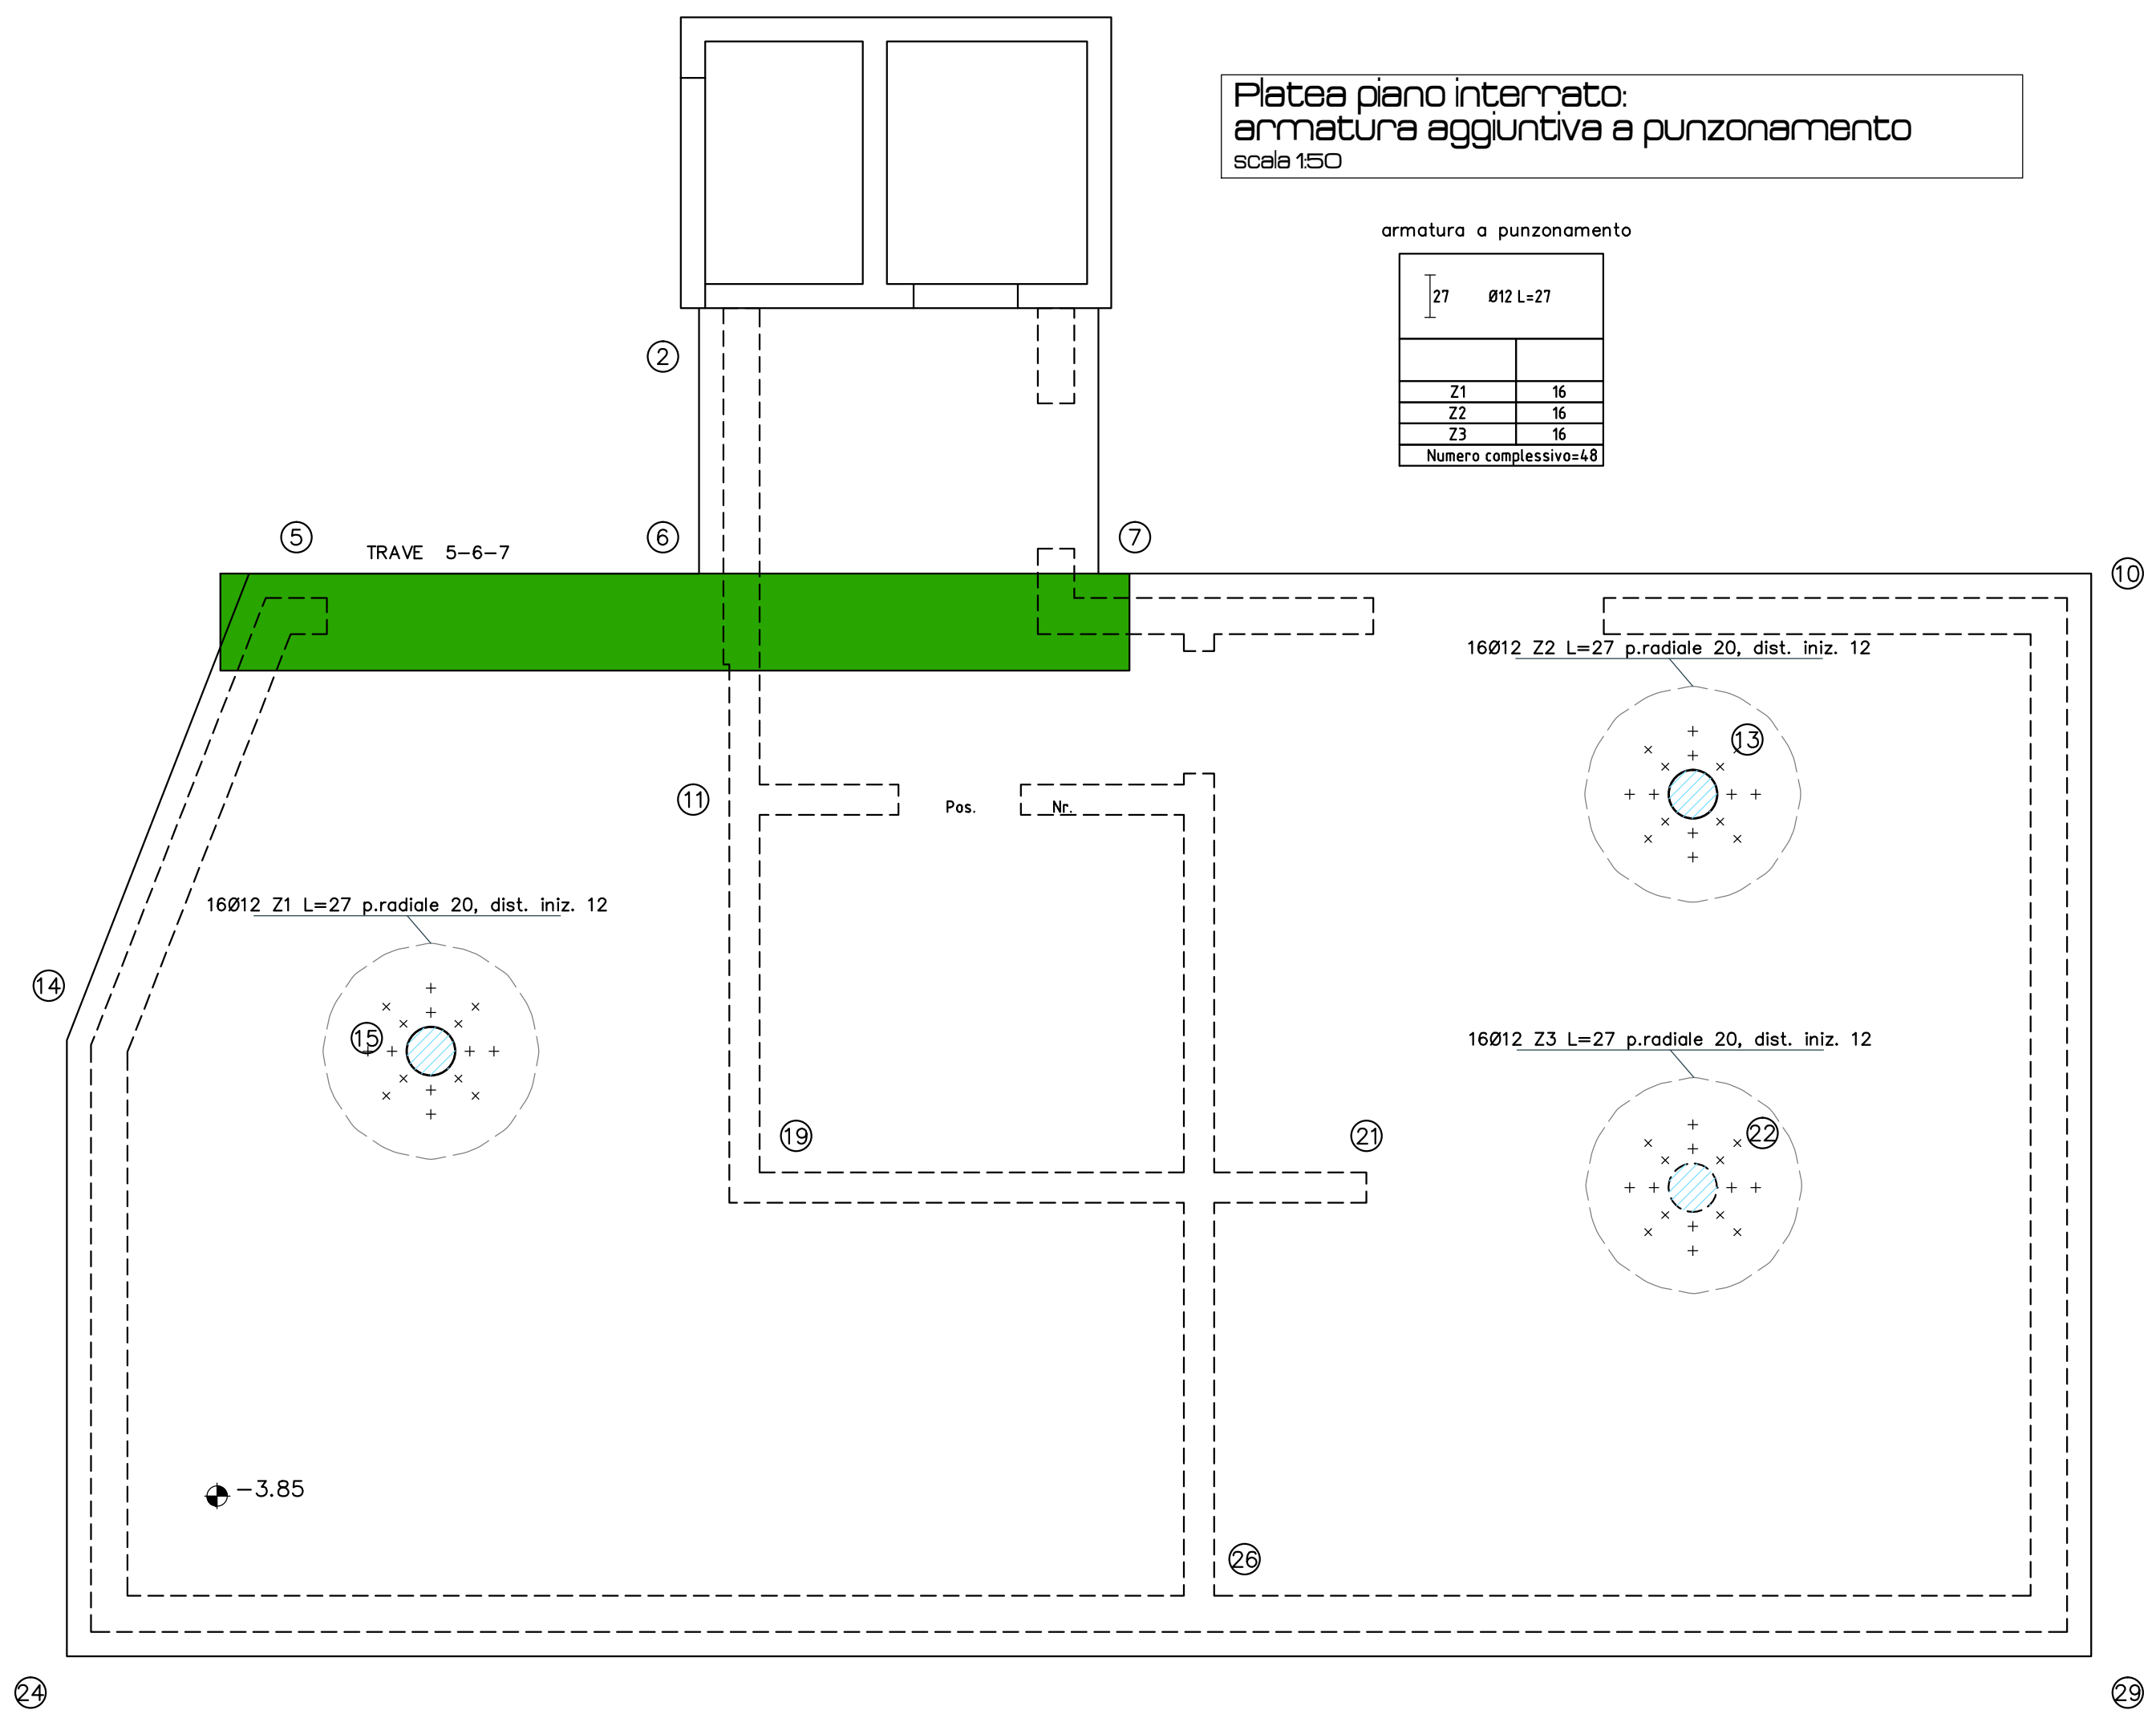 Platea piano interrato:
armatura aggiuntiva a punzonamento
scala 1:50
armatura a punzonamento
27 Ø12 L=27
Z1 16
Z2 16
Z3 16
Numero complessivo=48
2
5
TRAVE 5-6-7
6
7
10
16Ø12 Z2 L=27 p.radiale 20, dist. iniz. 12
13
11
Pos. Nr.
16Ø12 Z1 L=27 p.radiale 20, dist. iniz. 12
14
15
16Ø12 Z3 L=27 p.radiale 20, dist. iniz. 12
19
21
22
-3.85
26
24
29